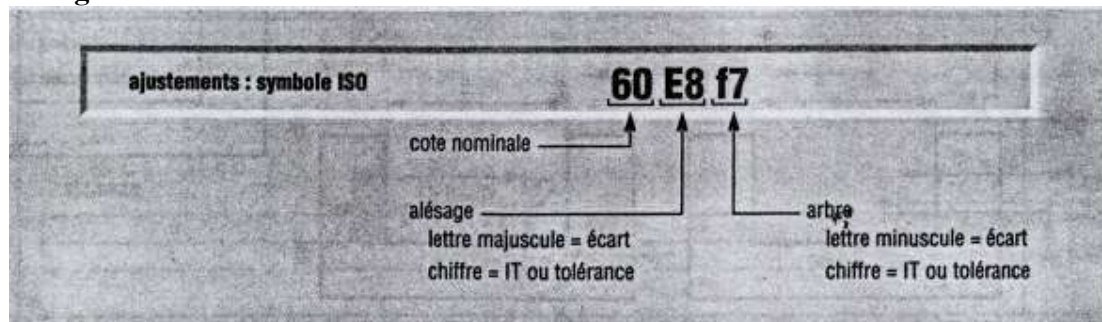 ajustements : symbole ISO 60 E8 f7
cote nominale
alésage
lettre majuscule = écart
chiffre = IT ou tolérance
arbre
lettre minuscule = écart
chiffre = IT ou tolérance